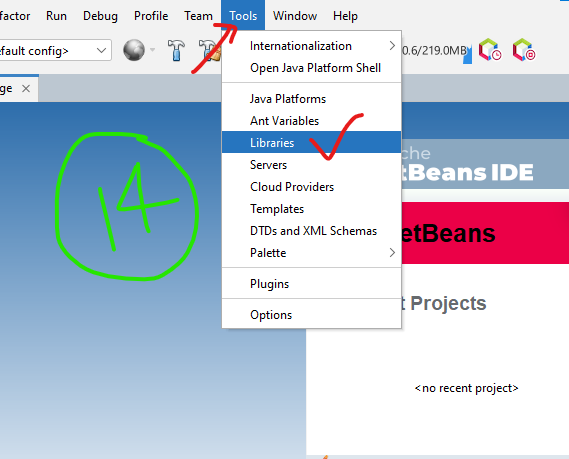 factor Run Debug Profile Team Tools Window Help
efault config> 0.6/219.0MB
ge ×
Internationalization >
Open Java Platform Shell
Java Platforms
Ant Variables
Libraries
Servers
Cloud Providers
Templates
DTDs and XML Schemas
Palette >
Plugins
Options
14
che
etBeans IDE
etBeans
t Projects
<no recent project>